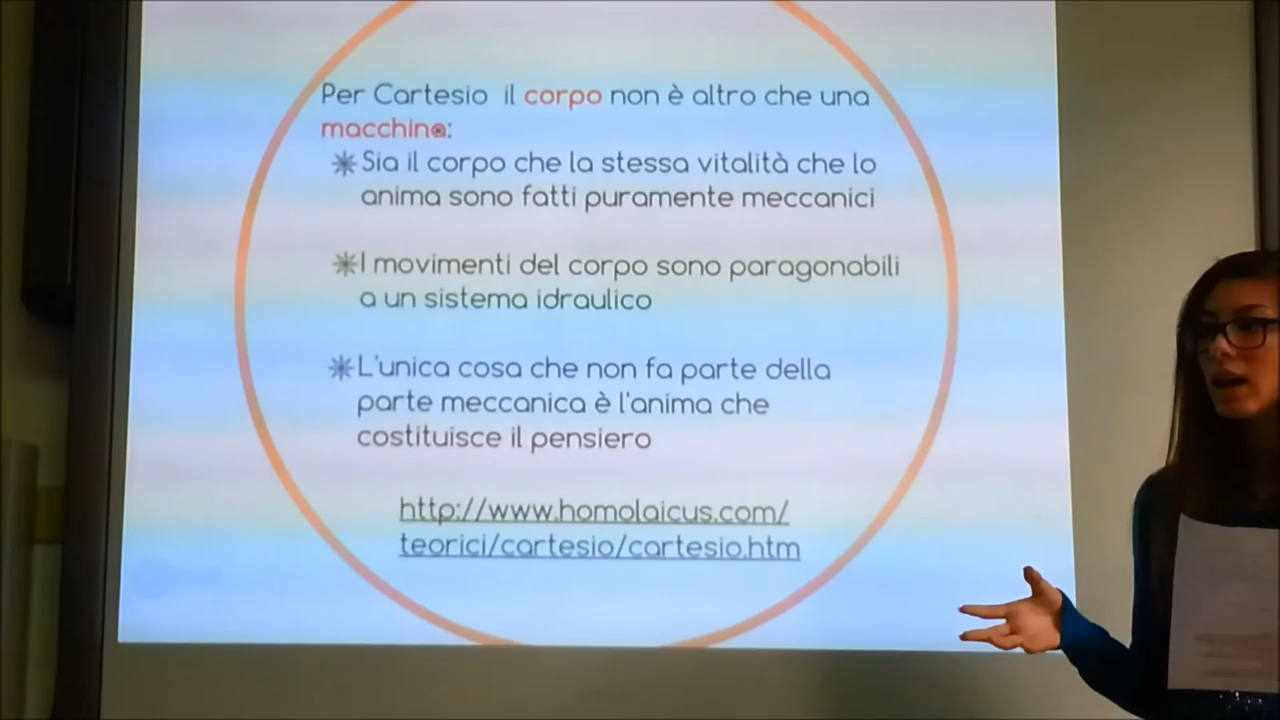 Per Cartesio il corpo non è altro che una
macchina:
Sia il corpo che la stessa vitalità che lo
anima sono fatti puramente meccanici
I movimenti del corpo sono paragonabili
a un sistema idraulico
L'unica cosa che non fa parte della
parte meccanica è l'anima che
costituisce il pensiero
http://www.homolaicus.com/
teorici/cartesio/cartesio.htm